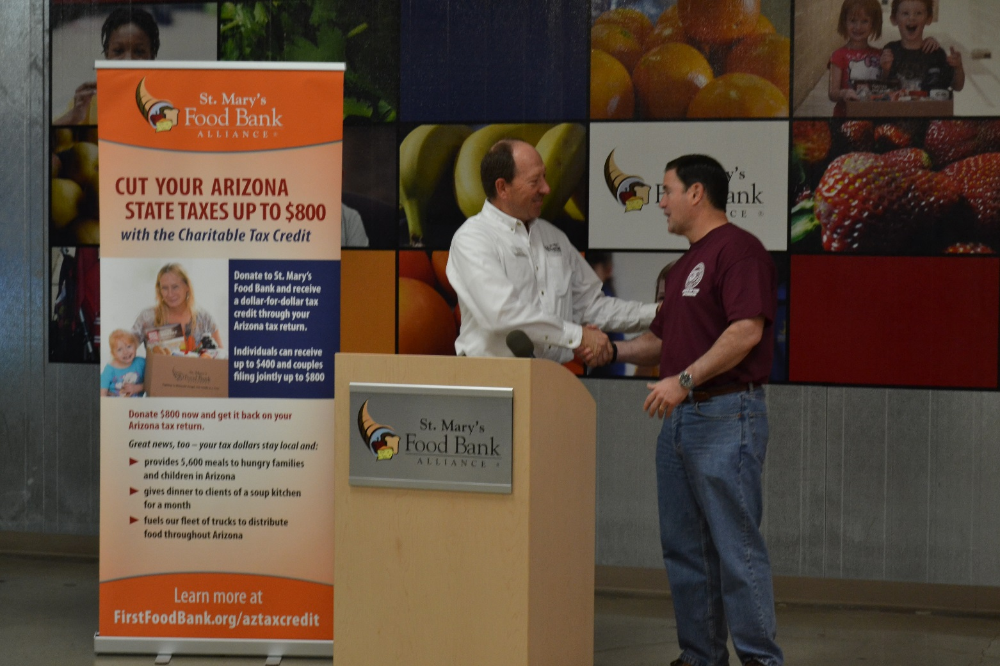 St. Mary's
Food Bank
ALLIANCE®
CUT YOUR ARIZONA
STATE TAXES UP TO $800
with the Charitable Tax Credit
Donate to St. Mary's
Food Bank and receive
a dollar-for-dollar tax
credit through your
Arizona tax return.
Individuals can receive
up to $400 and couples
filing jointly up to $800
Donate $800 now and get it back on your
Arizona tax return.
Great news, too – your tax dollars stay local and:
provides 5,600 meals to hungry families
and children in Arizona
gives dinner to clients of a soup kitchen
for a month
fuels our fleet of trucks to distribute
food throughout Arizona
Learn more at
FirstFoodBank.org/aztaxcredit
St. Mary's
Food Bank
ALLIANCE®
y's
F ank
CE ®
St. Mary's
Food Bank